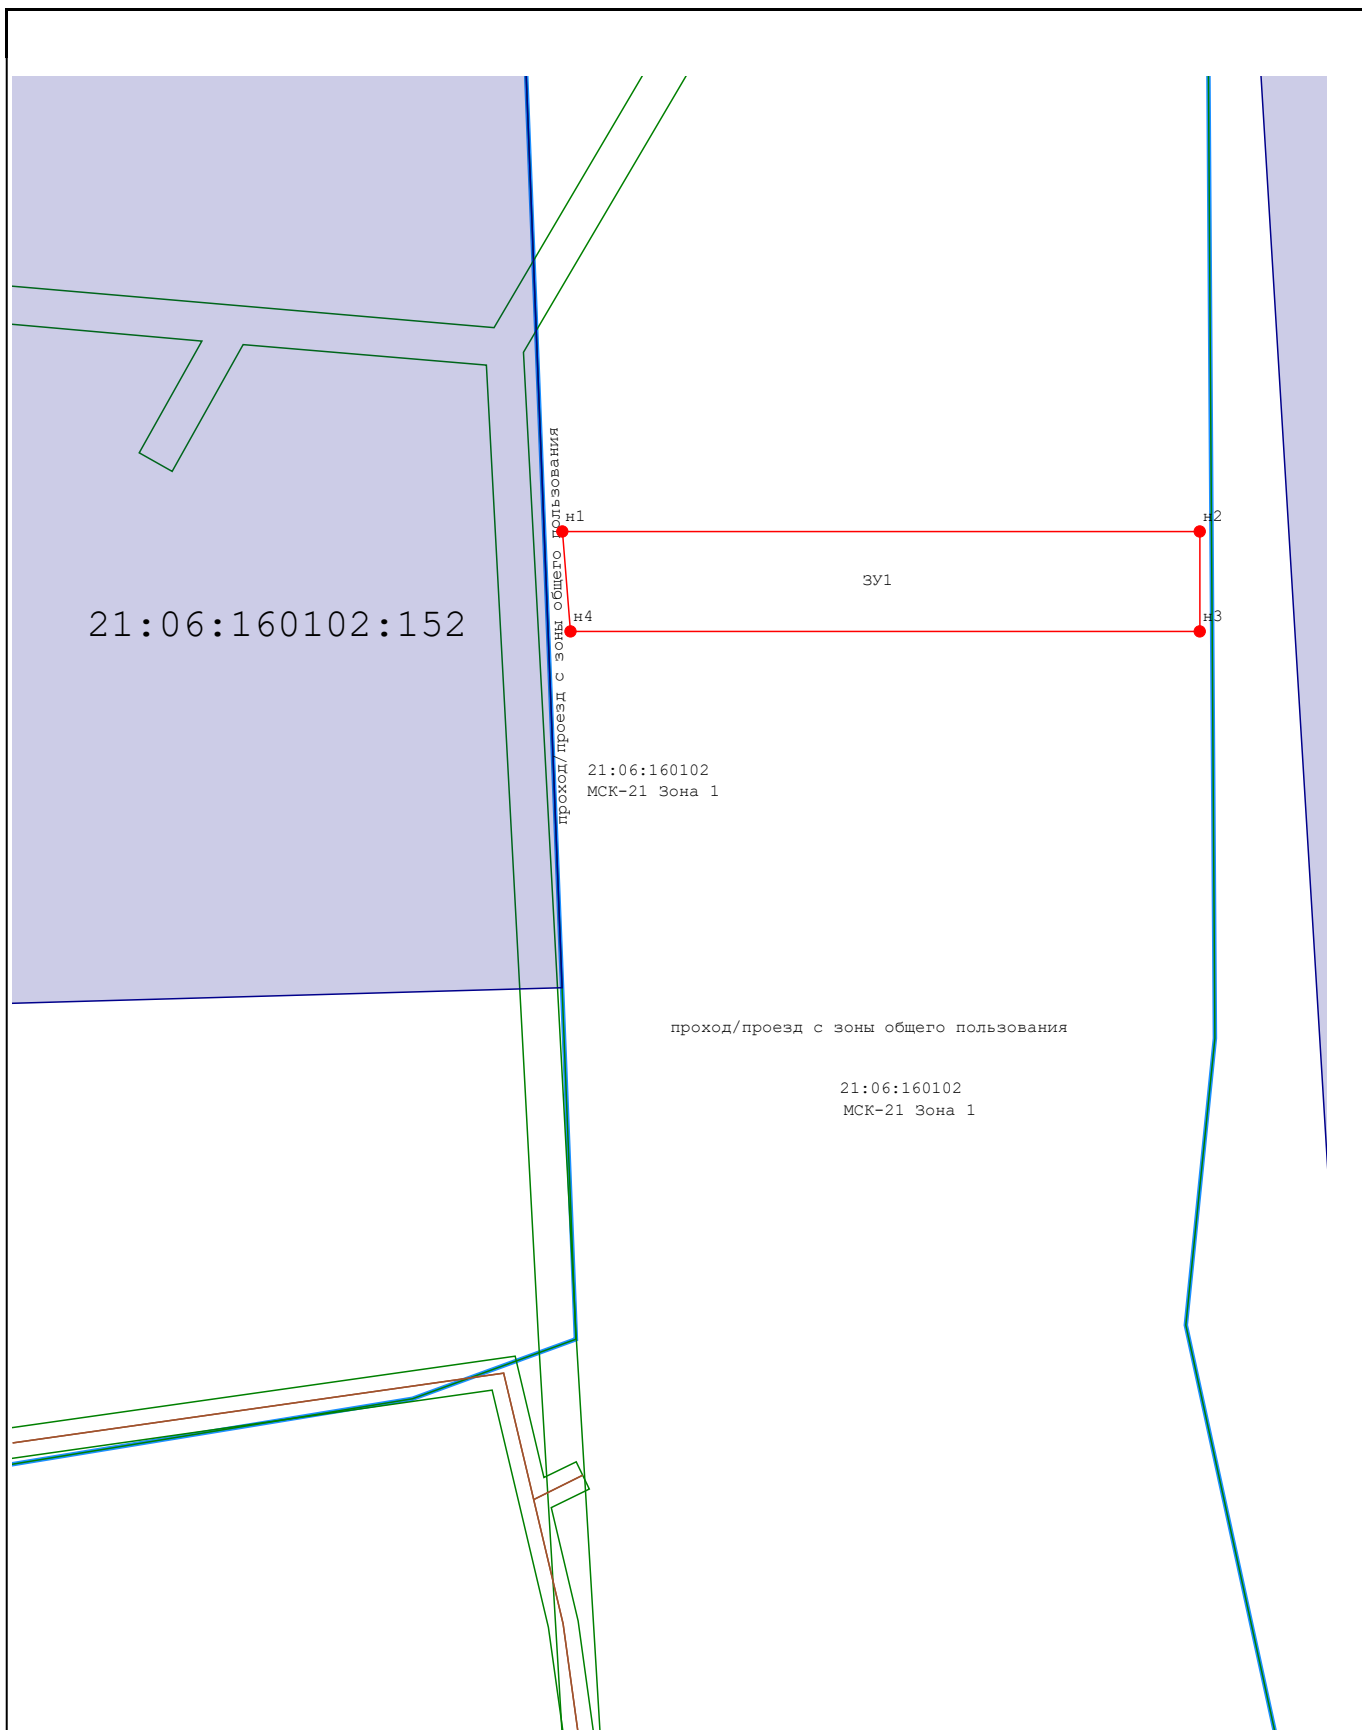 проход/проезд с зоны общего пользования
н1
н2
ЗУ1
н4
н3
21:06:160102:152
21:06:160102
МСК-21 Зона 1
проход/проезд с зоны общего пользования
21:06:160102
МСК-21 Зона 1